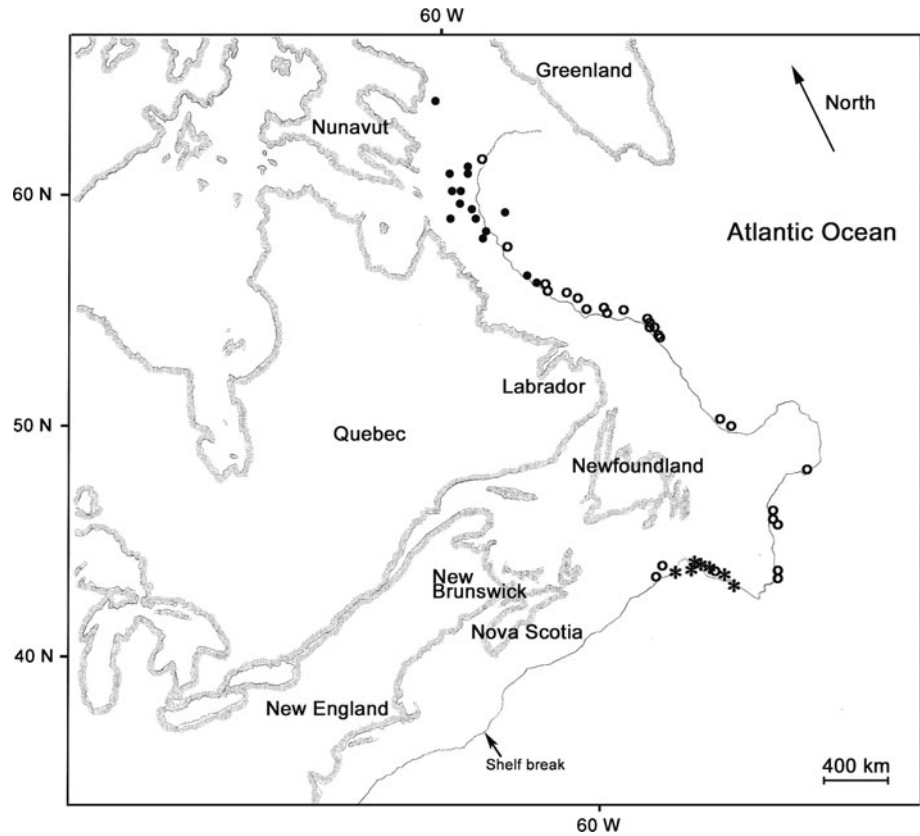 60 W
Greenland
North
Nunavut
60 N
Atlantic Ocean
Labrador
50 N
Quebec
Newfoundland
New
Brunswick
Nova Scotia
40 N
New England
Shelf break
400 km
60 W